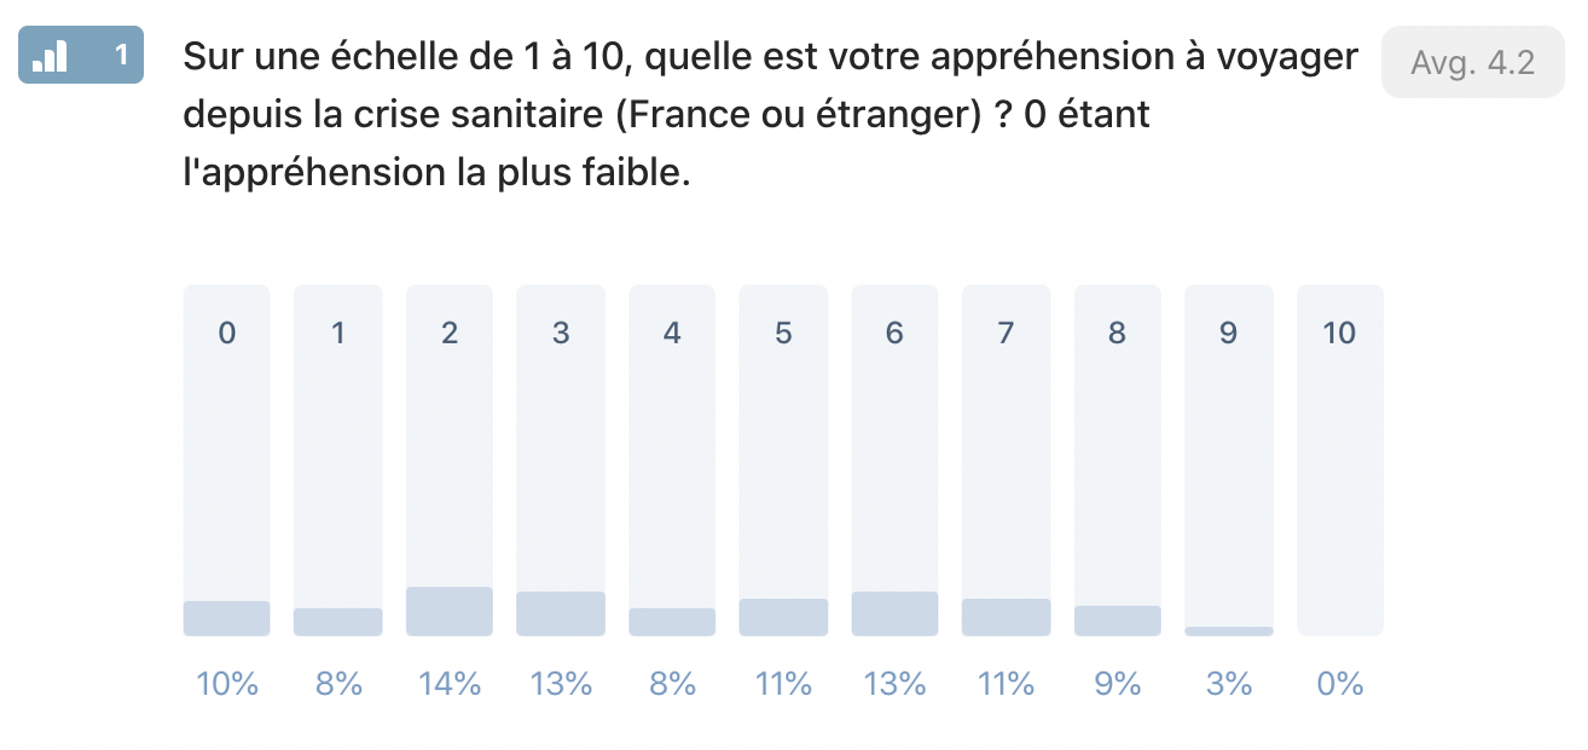 1
Sur une échelle de 1 à 10, quelle est votre appréhension à voyager
depuis la crise sanitaire (France ou étranger) ? 0 étant
l'appréhension la plus faible.
Avg. 4.2
0 1 2 3 4 5 6 7 8 9 10
10% 8% 14% 13% 8% 11% 13% 11% 9% 3% 0%